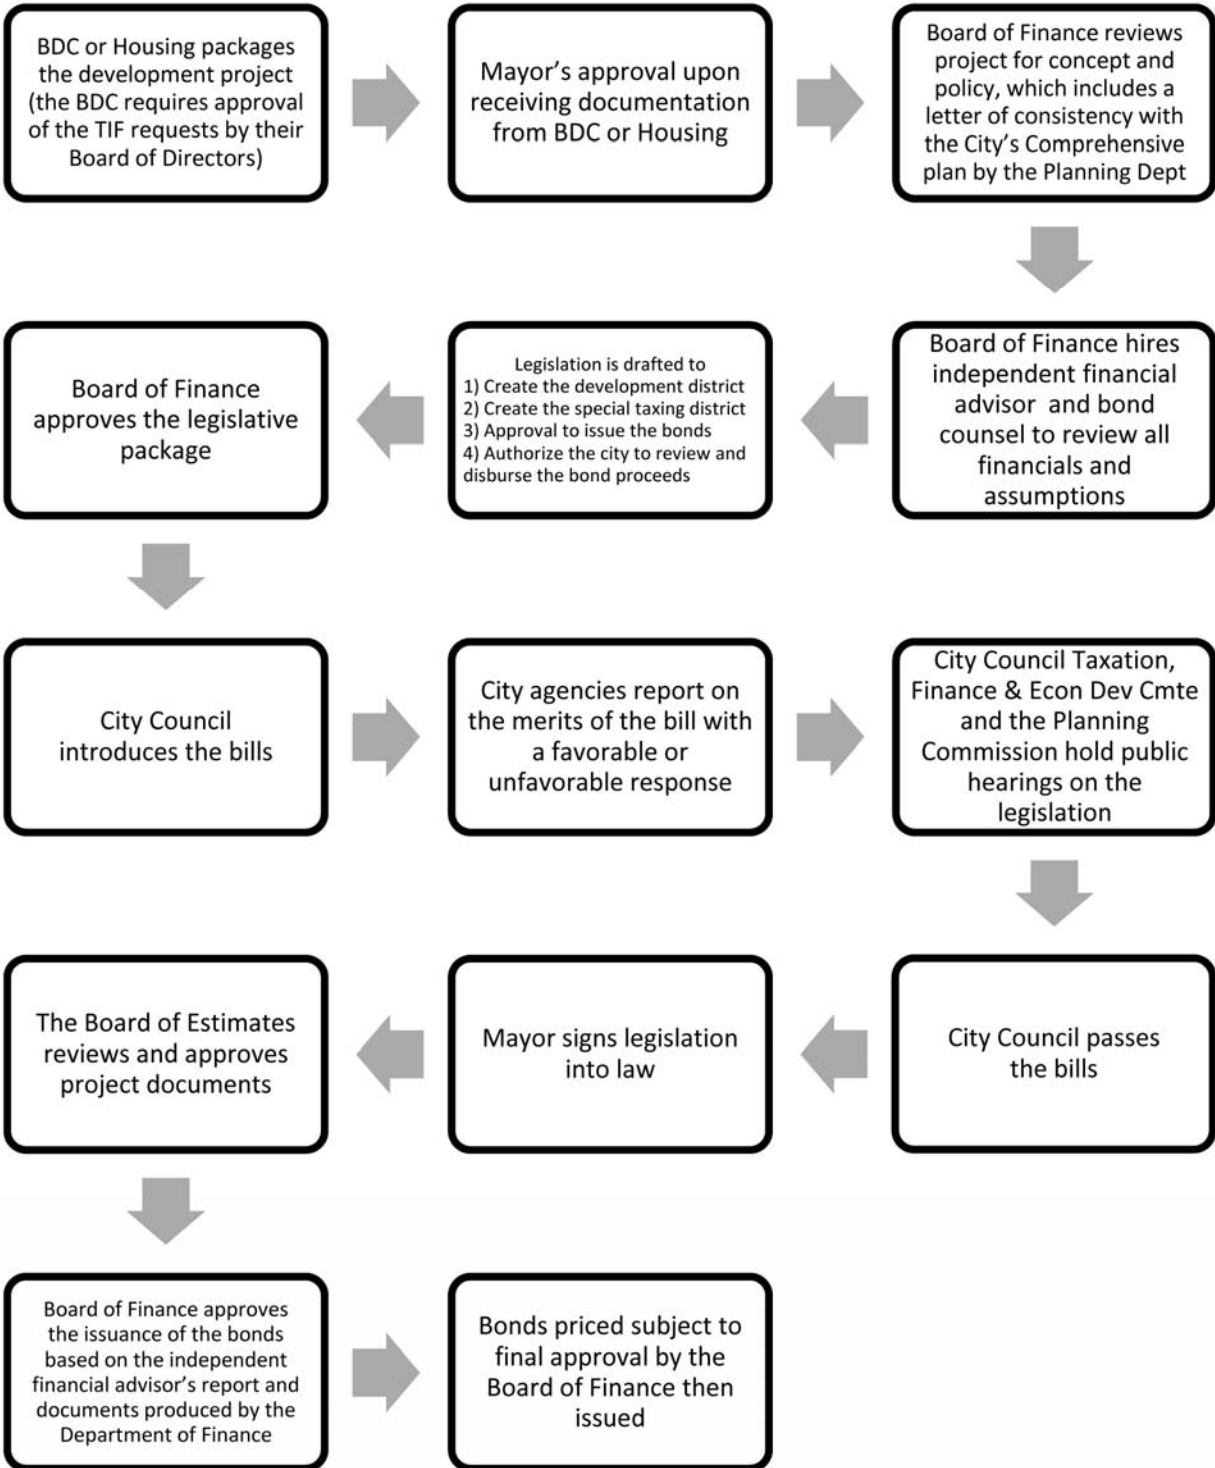 BDC or Housing packages
the development project
(the BDC requires approval
of the TIF requests by their
Board of Directors)
Mayor’s approval upon
receiving documentation
from BDC or Housing
Board of Finance reviews
project for concept and
policy, which includes a
letter of consistency with
the City’s Comprehensive
plan by the Planning Dept
Board of Finance hires
independent financial
advisor and bond
counsel to review all
financials and
assumptions
Legislation is drafted to
1) Create the development district
2) Create the special taxing district
3) Approval to issue the bonds
4) Authorize the city to review and
disburse the bond proceeds
Board of Finance
approves the legislative
package
City Council
introduces the bills
City agencies report on
the merits of the bill with
a favorable or
unfavorable response
City Council Taxation,
Finance & Econ Dev Cmte
and the Planning
Commission hold public
hearings on the
legislation
City Council passes
the bills
Mayor signs legislation
into law
The Board of Estimates
reviews and approves
project documents
Board of Finance approves
the issuance of the bonds
based on the independent
financial advisor’s report and
documents produced by the
Department of Finance
Bonds priced subject to
final approval by the
Board of Finance then
issued